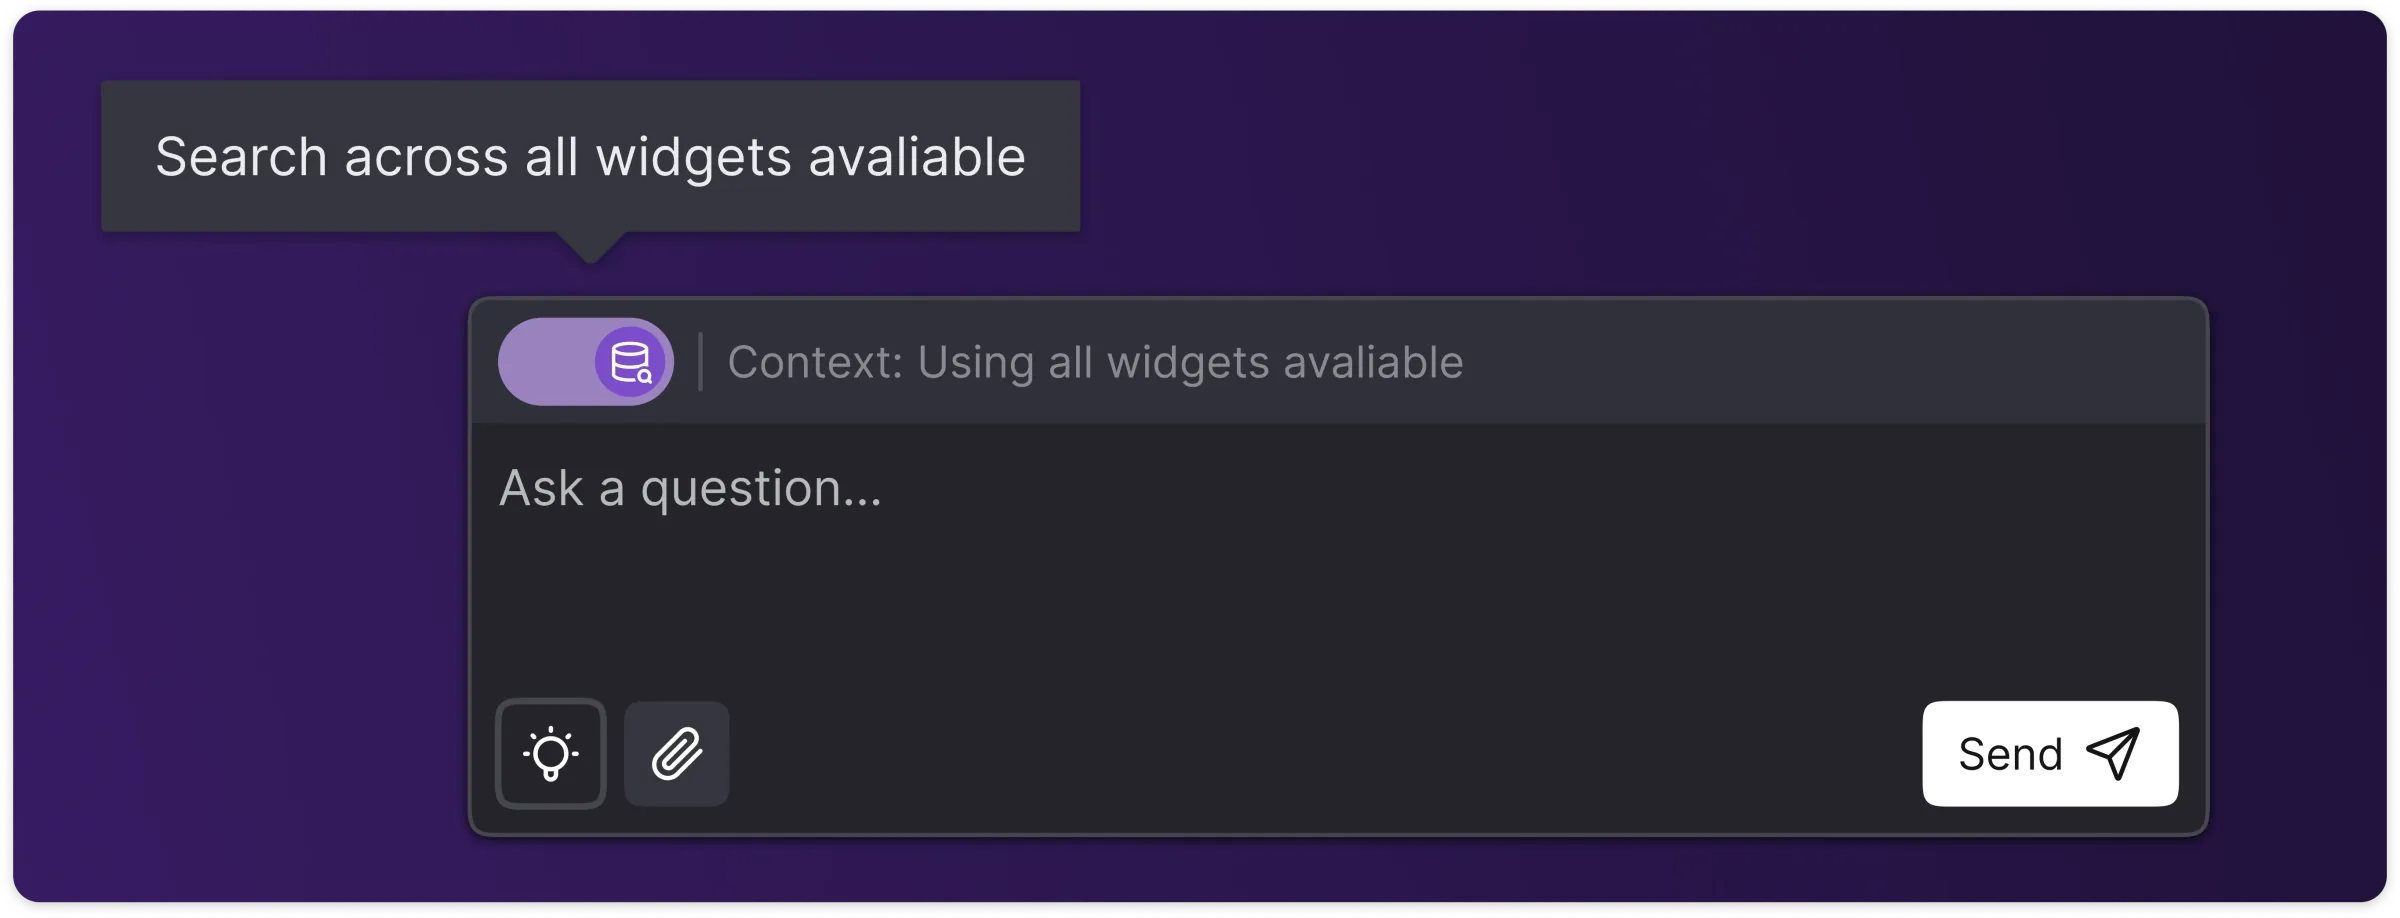 Search across all widgets avaliable
Context: Using all widgets avaliable
Ask a question...
Send